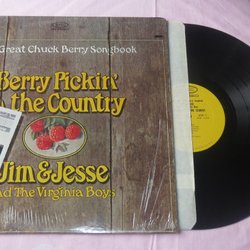 Great Chuck Berry Songbook
Berry Pickin'
the Country
Jim & Jesse
And The Virginia Boys